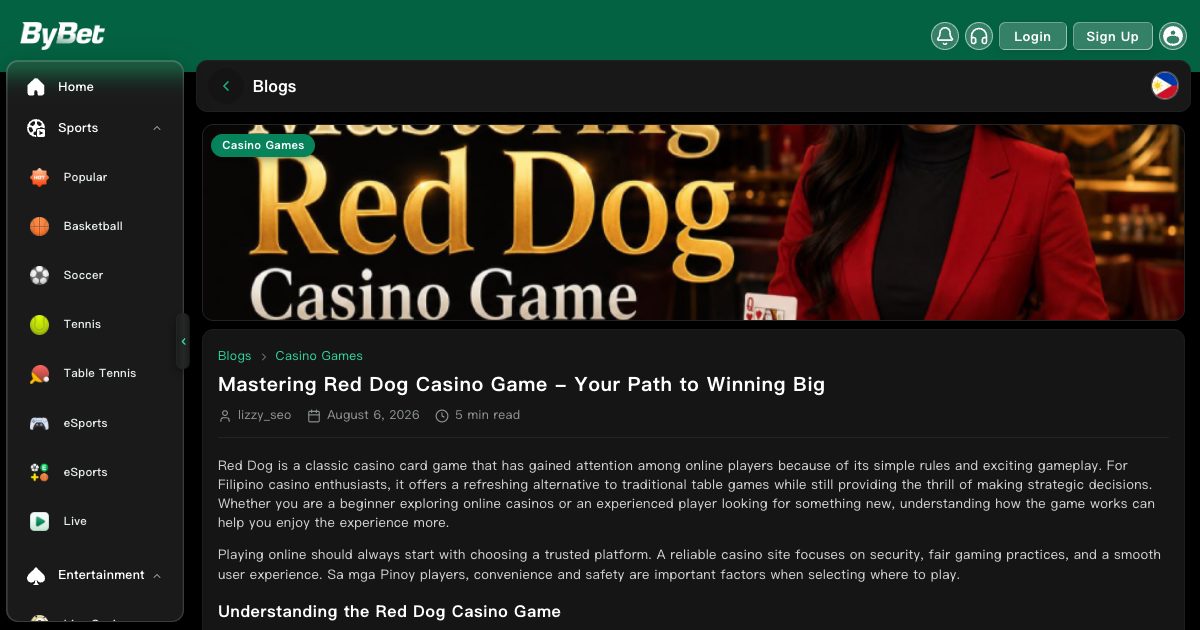 ByBet
Login
Sign Up
Home
Sports
Popular
Basketball
Soccer
Tennis
Table Tennis
eSports
eSports
Live
Entertainment
Blogs
Casino Games
Mastering
Red Dog
Casino Game
Blogs > Casino Games
Mastering Red Dog Casino Game – Your Path to Winning Big
lizzy_seo August 6, 2026 5 min read
Red Dog is a classic casino card game that has gained attention among online players because of its simple rules and exciting gameplay. For
Filipino casino enthusiasts, it offers a refreshing alternative to traditional table games while still providing the thrill of making strategic decisions.
Whether you are a beginner exploring online casinos or an experienced player looking for something new, understanding how the game works can
help you enjoy the experience more.
Playing online should always start with choosing a trusted platform. A reliable casino site focuses on security, fair gaming practices, and a smooth
user experience. Sa mga Pinoy players, convenience and safety are important factors when selecting where to play.
Understanding the Red Dog Casino Game